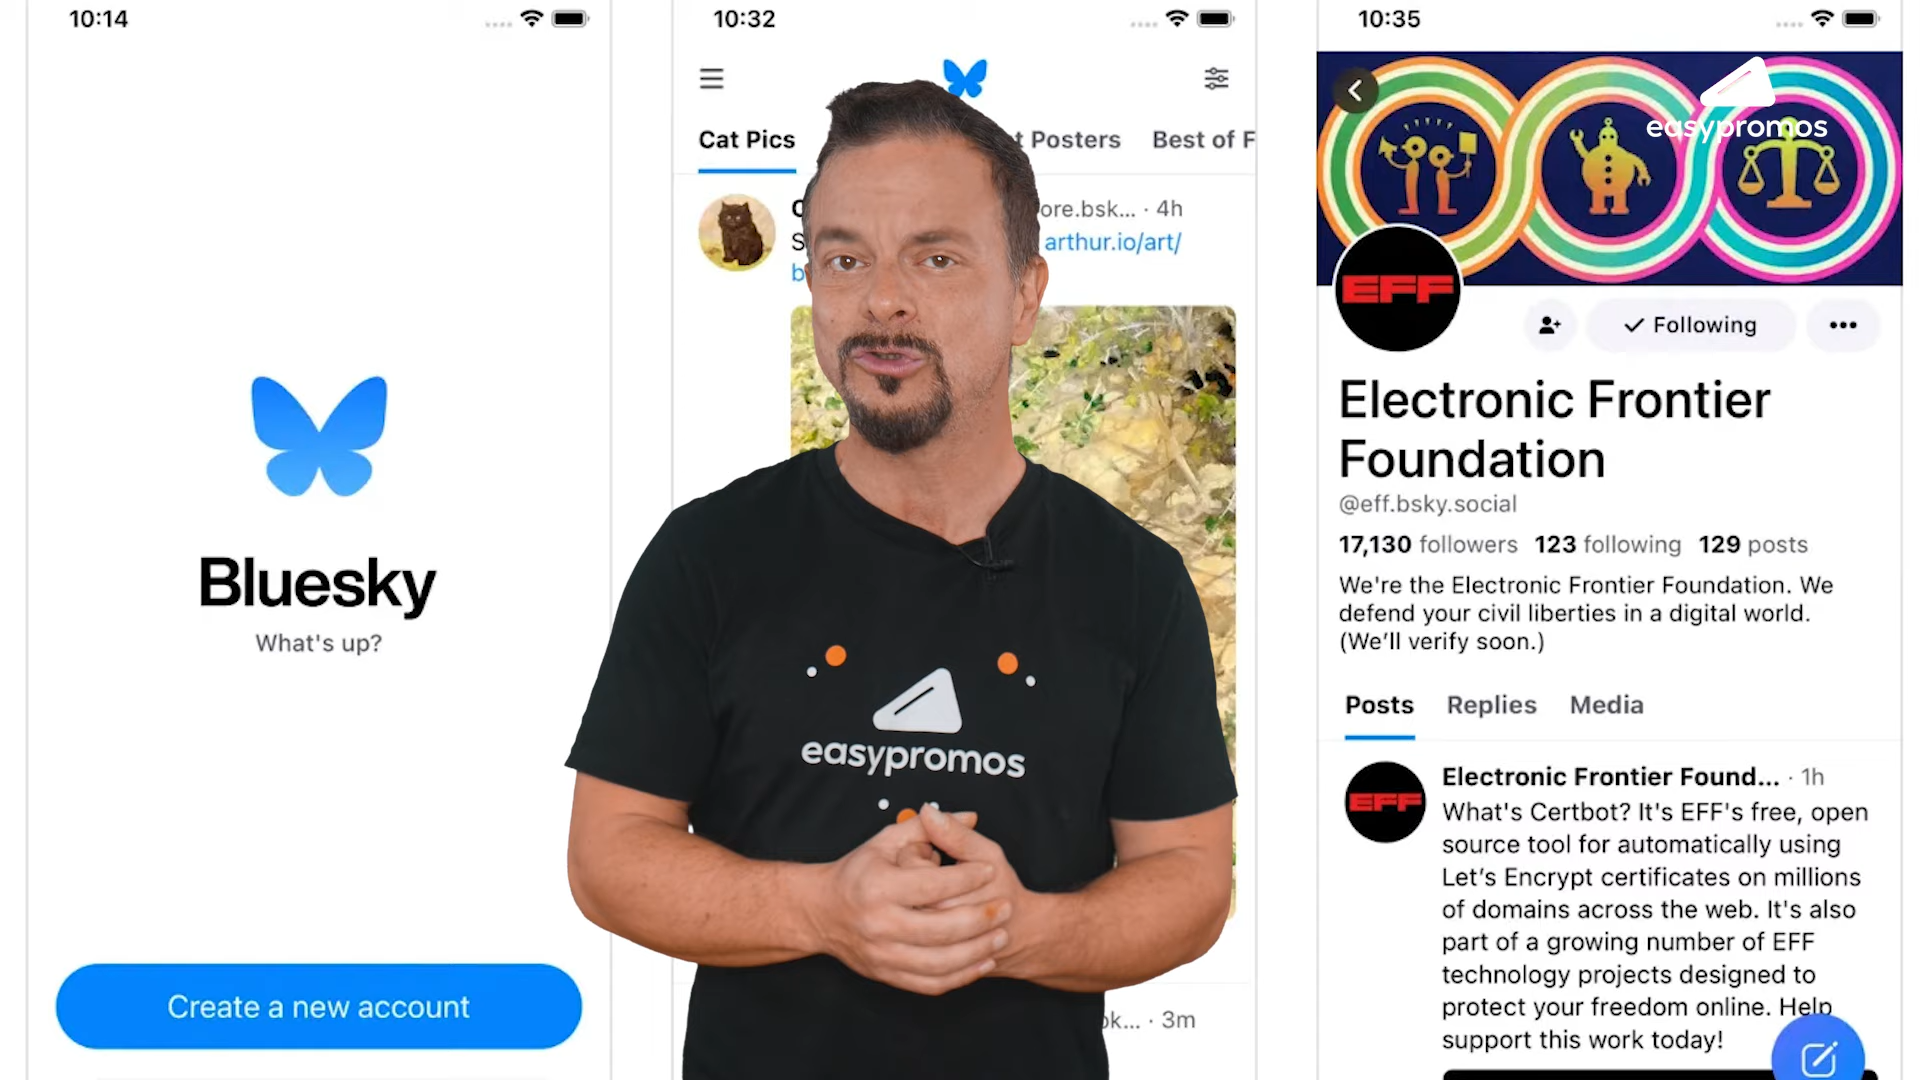 10:14
Bluesky
What's up?
Create a new account
10:32
Cat Pics
Posters
Best of F
ore.bsk... · 4h
arthur.io/art/
easypromos
3m
10:35
easypromos
EFF
Following
Electronic Frontier
Foundation
@eff.bsky.social
17,130 followers 123 following 129 posts
We're the Electronic Frontier Foundation. We
defend your civil liberties in a digital world.
(We'll verify soon.)
Posts Replies Media
EFF
Electronic Frontier Found... · 1h
What's Certbot? It's EFF's free, open
source tool for automatically using
Let's Encrypt certificates on millions
of domains across the web. It's also
part of a growing number of EFF
technology projects designed to
protect your freedom online. Help
support this work today!